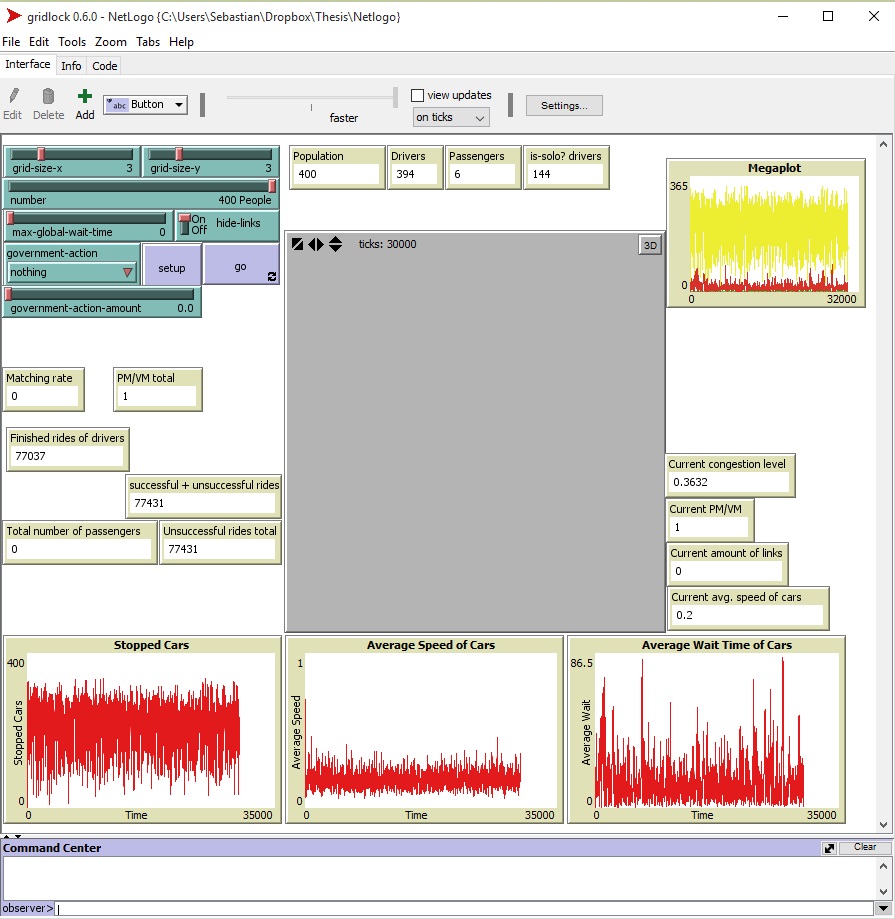 gridlock 0.6.0 - NetLogo {C:\Users\Sebastian\Dropbox\Thesis\Netlogo}
File Edit Tools Zoom Tabs Help
Interface Info Code
Edit Delete Add abc Button faster view updates on ticks Settings...
grid-size-x 3 grid-size-y 3
number 400 People
max-global-wait-time 0 On Off hide-links
government-action
nothing
setup
go
government-action-amount 0.0
Population
400
Drivers
394
Passengers
6
is-solo? drivers
144
ticks: 30000
3D
Megaplot
365
0
0 32000
Matching rate
0
PM/VM total
1
Finished rides of drivers
77037
successful + unsuccessful rides
77431
Total number of passengers
0
Unsuccessful rides total
77431
Current congestion level
0.3632
Current PM/VM
1
Current amount of links
0
Current avg. speed of cars
0.2
Stopped Cars
400
Stopped Cars
0
0 Time 35000
Average Speed of Cars
1
Average Speed
0
0 Time 35000
Average Wait Time of Cars
86.5
Average Wait
0
0 Time 35000
Command Center
Clear
observer>